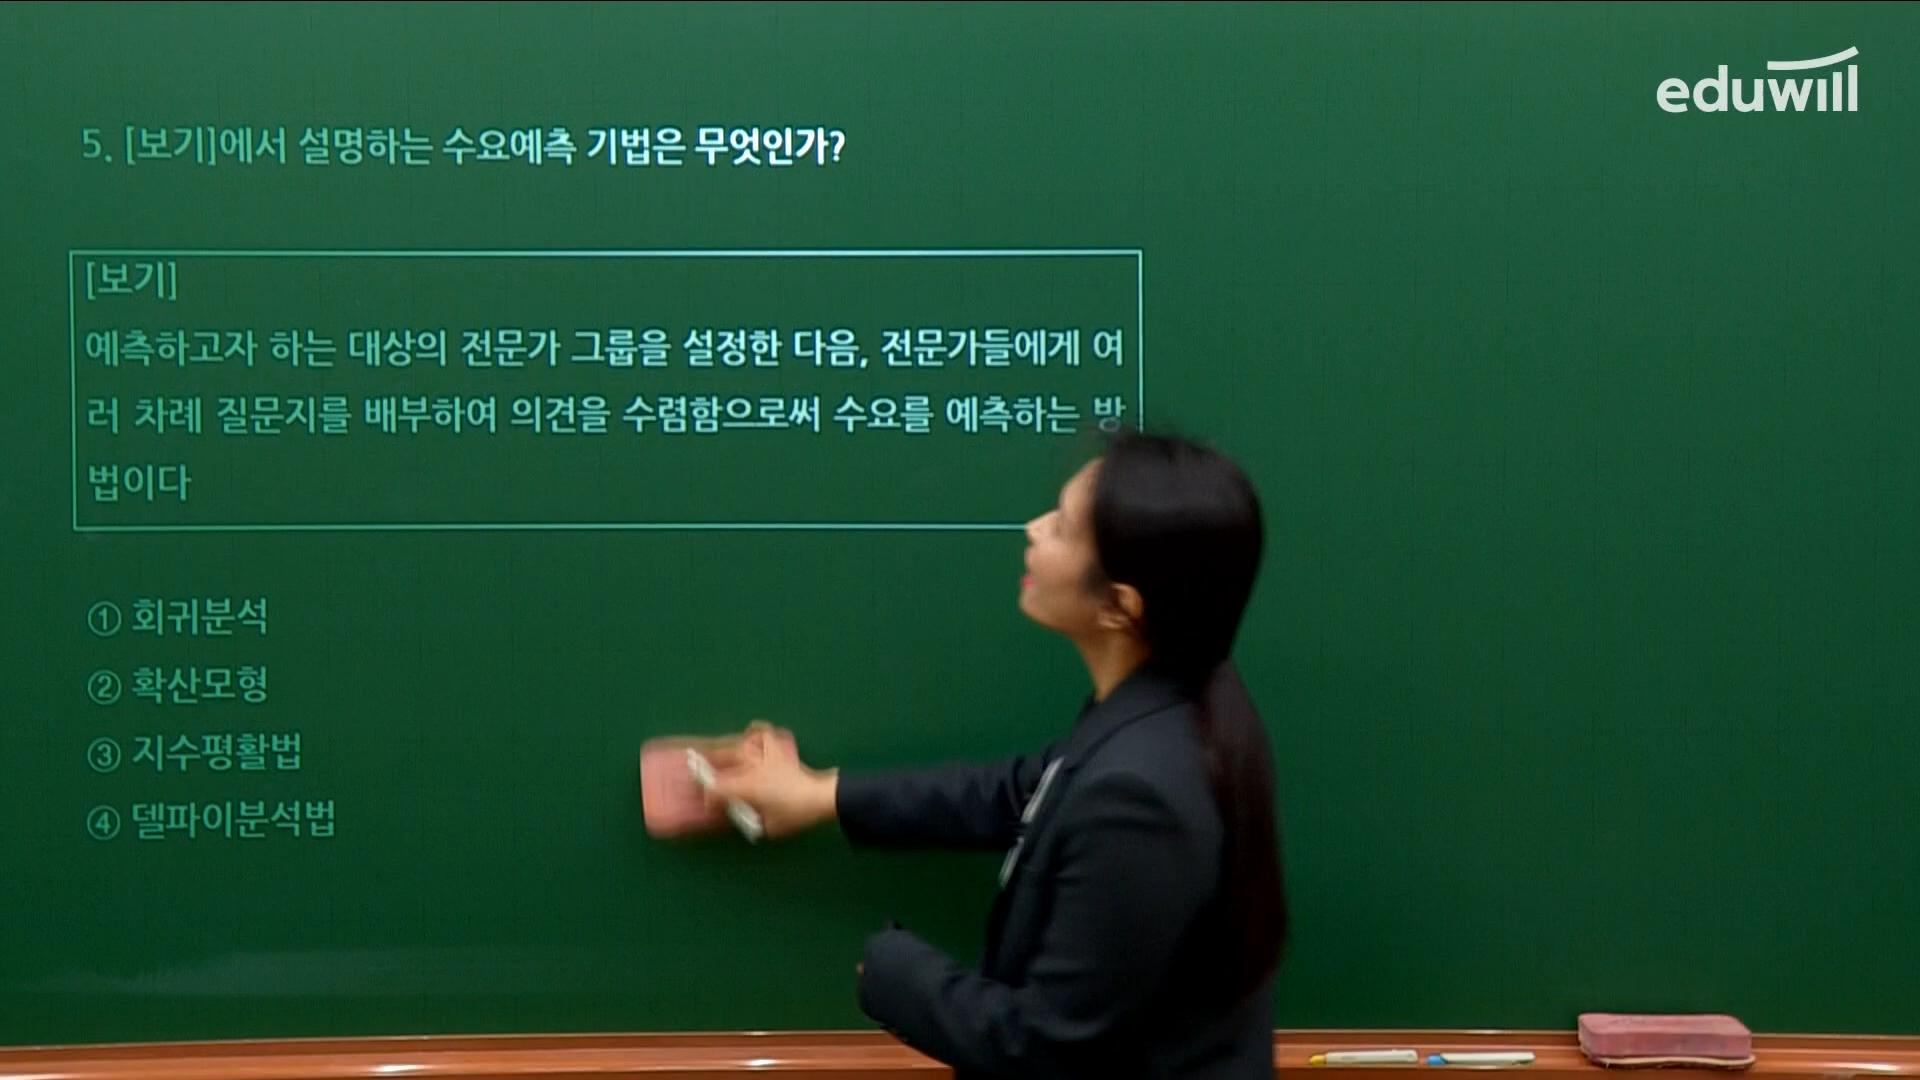 eduwill
5. [보기]에서 설명하는 수요예측 기법은 무엇인가?
[보기]
예측하고자 하는 대상의 전문가 그룹을 설정한 다음, 전문가들에게 여
러 차례 질문지를 배부하여 의견을 수렴함으로써 수요를 예측하는 방
법이다
① 회귀분석
② 확산모형
③ 지수평활법
④ 델파이분석법